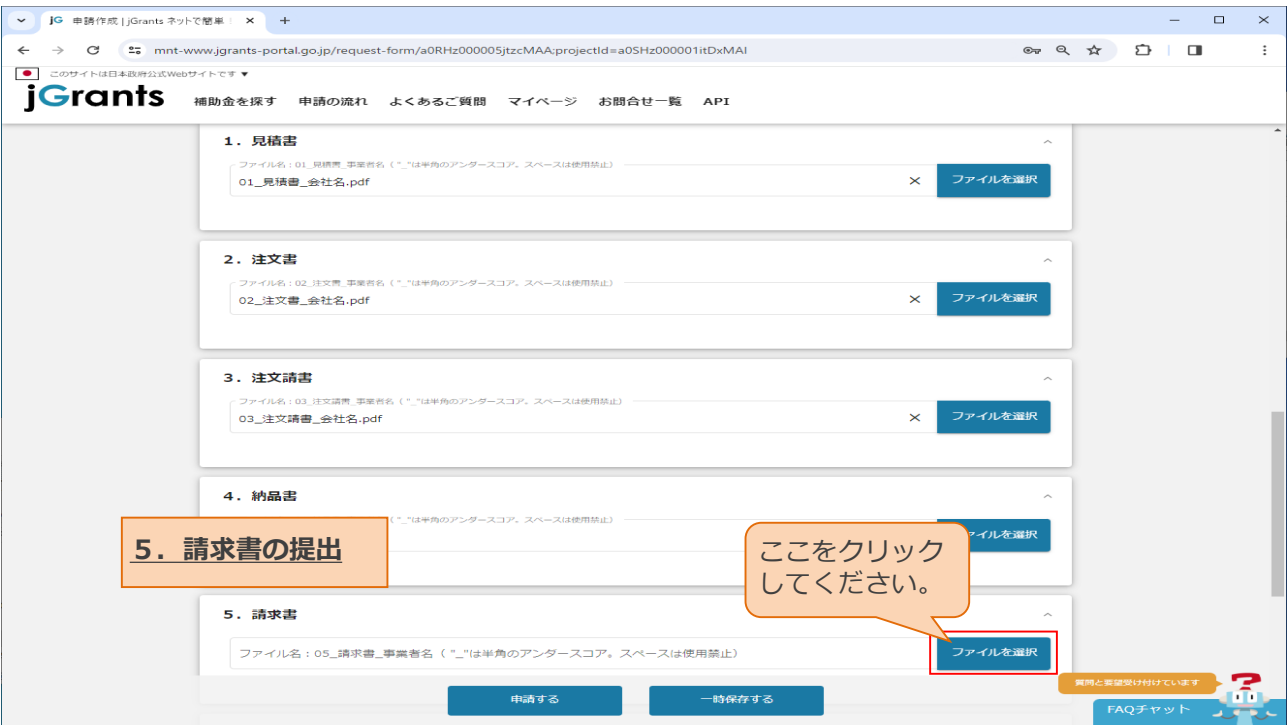 jG 申請作成 | jGrants ネットで簡単
mnt-www.jgrants-portal.go.jp/request-form/a0RHz000005jtzcMAA:projectId=a0SHz000001itDxMAI
このサイトは日本政府公式Webサイトです ▼
jGrants 補助金を探す 申請の流れ よくあるご質問 マイページ お問合せ一覧 API
1. 見積書
ファイル名：01_見積書_事業者名（ "_"は半角のアンダースコア。スペースは使用禁止）
01_見積書_会社名.pdf
ファイルを選択
2. 注文書
ファイル名：02_注文書_事業者名（ "_"は半角のアンダースコア。スペースは使用禁止）
02_注文書_会社名.pdf
ファイルを選択
3. 注文請書
ファイル名：03_注文請書_事業者名（ "_"は半角のアンダースコア。スペースは使用禁止）
03_注文請書_会社名.pdf
ファイルを選択
4. 納品書
（ "_"は半角のアンダースコア。スペースは使用禁止）
イルを選択
５．請求書の提出
ここをクリック
してください。
5. 請求書
ファイル名：05_請求書_事業者名（ "_"は半角のアンダースコア。スペースは使用禁止）
ファイルを選択
申請する
一時保存する
質問と要望受け付けています
FAQチャット